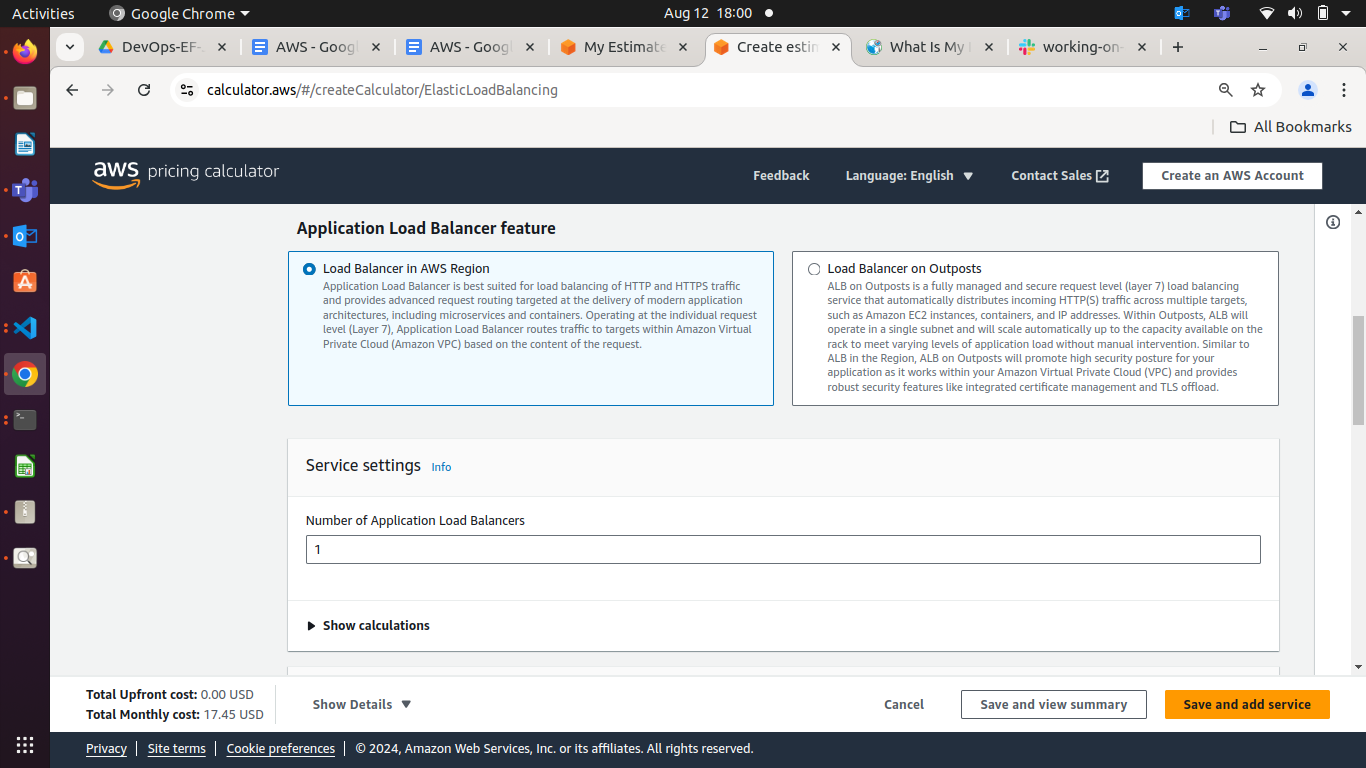 Activities
Google Chrome
Aug 12 18:00
DevOps-EF-
AWS - Googl
AWS - Googl
My Estimate
Create estim
What Is My
working-on-
calculator.aws/#/createCalculator/ElasticLoadBalancing
All Bookmarks
aws pricing calculator
Feedback
Language: English
Contact Sales
Create an AWS Account
Application Load Balancer feature
Load Balancer in AWS Region
Application Load Balancer is best suited for load balancing of HTTP and HTTPS traffic
and provides advanced request routing targeted at the delivery of modern application
architectures, including microservices and containers. Operating at the individual request
level (Layer 7), Application Load Balancer routes traffic to targets within Amazon Virtual
Private Cloud (Amazon VPC) based on the content of the request.
Load Balancer on Outposts
ALB on Outposts is a fully managed and secure request level (layer 7) load balancing
service that automatically distributes incoming HTTP(S) traffic across multiple targets,
such as Amazon EC2 instances, containers, and IP addresses. Within Outposts, ALB will
operate in a single subnet and will scale automatically up to the capacity available on the
rack to meet varying levels of application load without manual intervention. Similar to
ALB in the Region, ALB on Outposts will promote high security posture for your
application as it works within your Amazon Virtual Private Cloud (VPC) and provides
robust security features like integrated certificate management and TLS offload.
Service settings Info
Number of Application Load Balancers
1
Show calculations
Total Upfront cost: 0.00 USD
Total Monthly cost: 17.45 USD
Show Details
Cancel
Save and view summary
Save and add service
Privacy
Site terms
Cookie preferences
© 2024, Amazon Web Services, Inc. or its affiliates. All rights reserved.